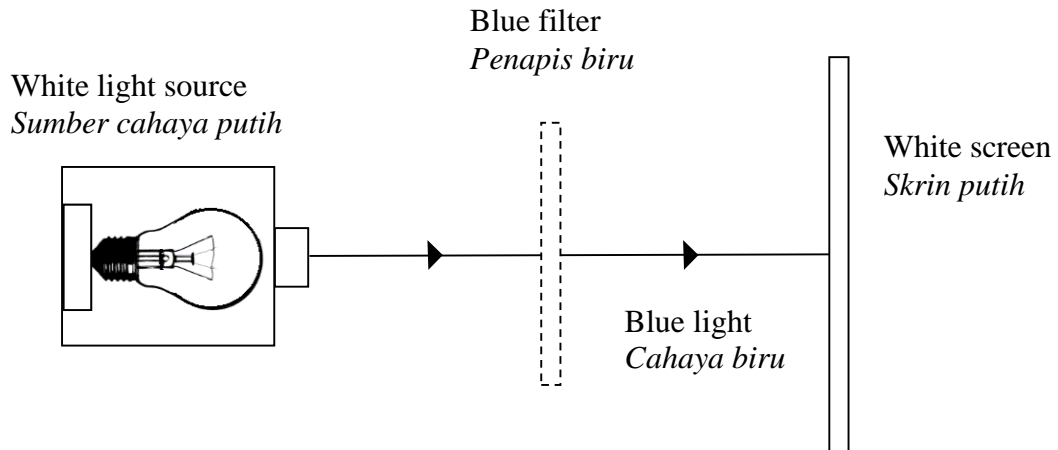 Blue filter
Penapis biru
White light source
Sumber cahaya putih
White screen
Skrin putih
Blue light
Cahaya biru